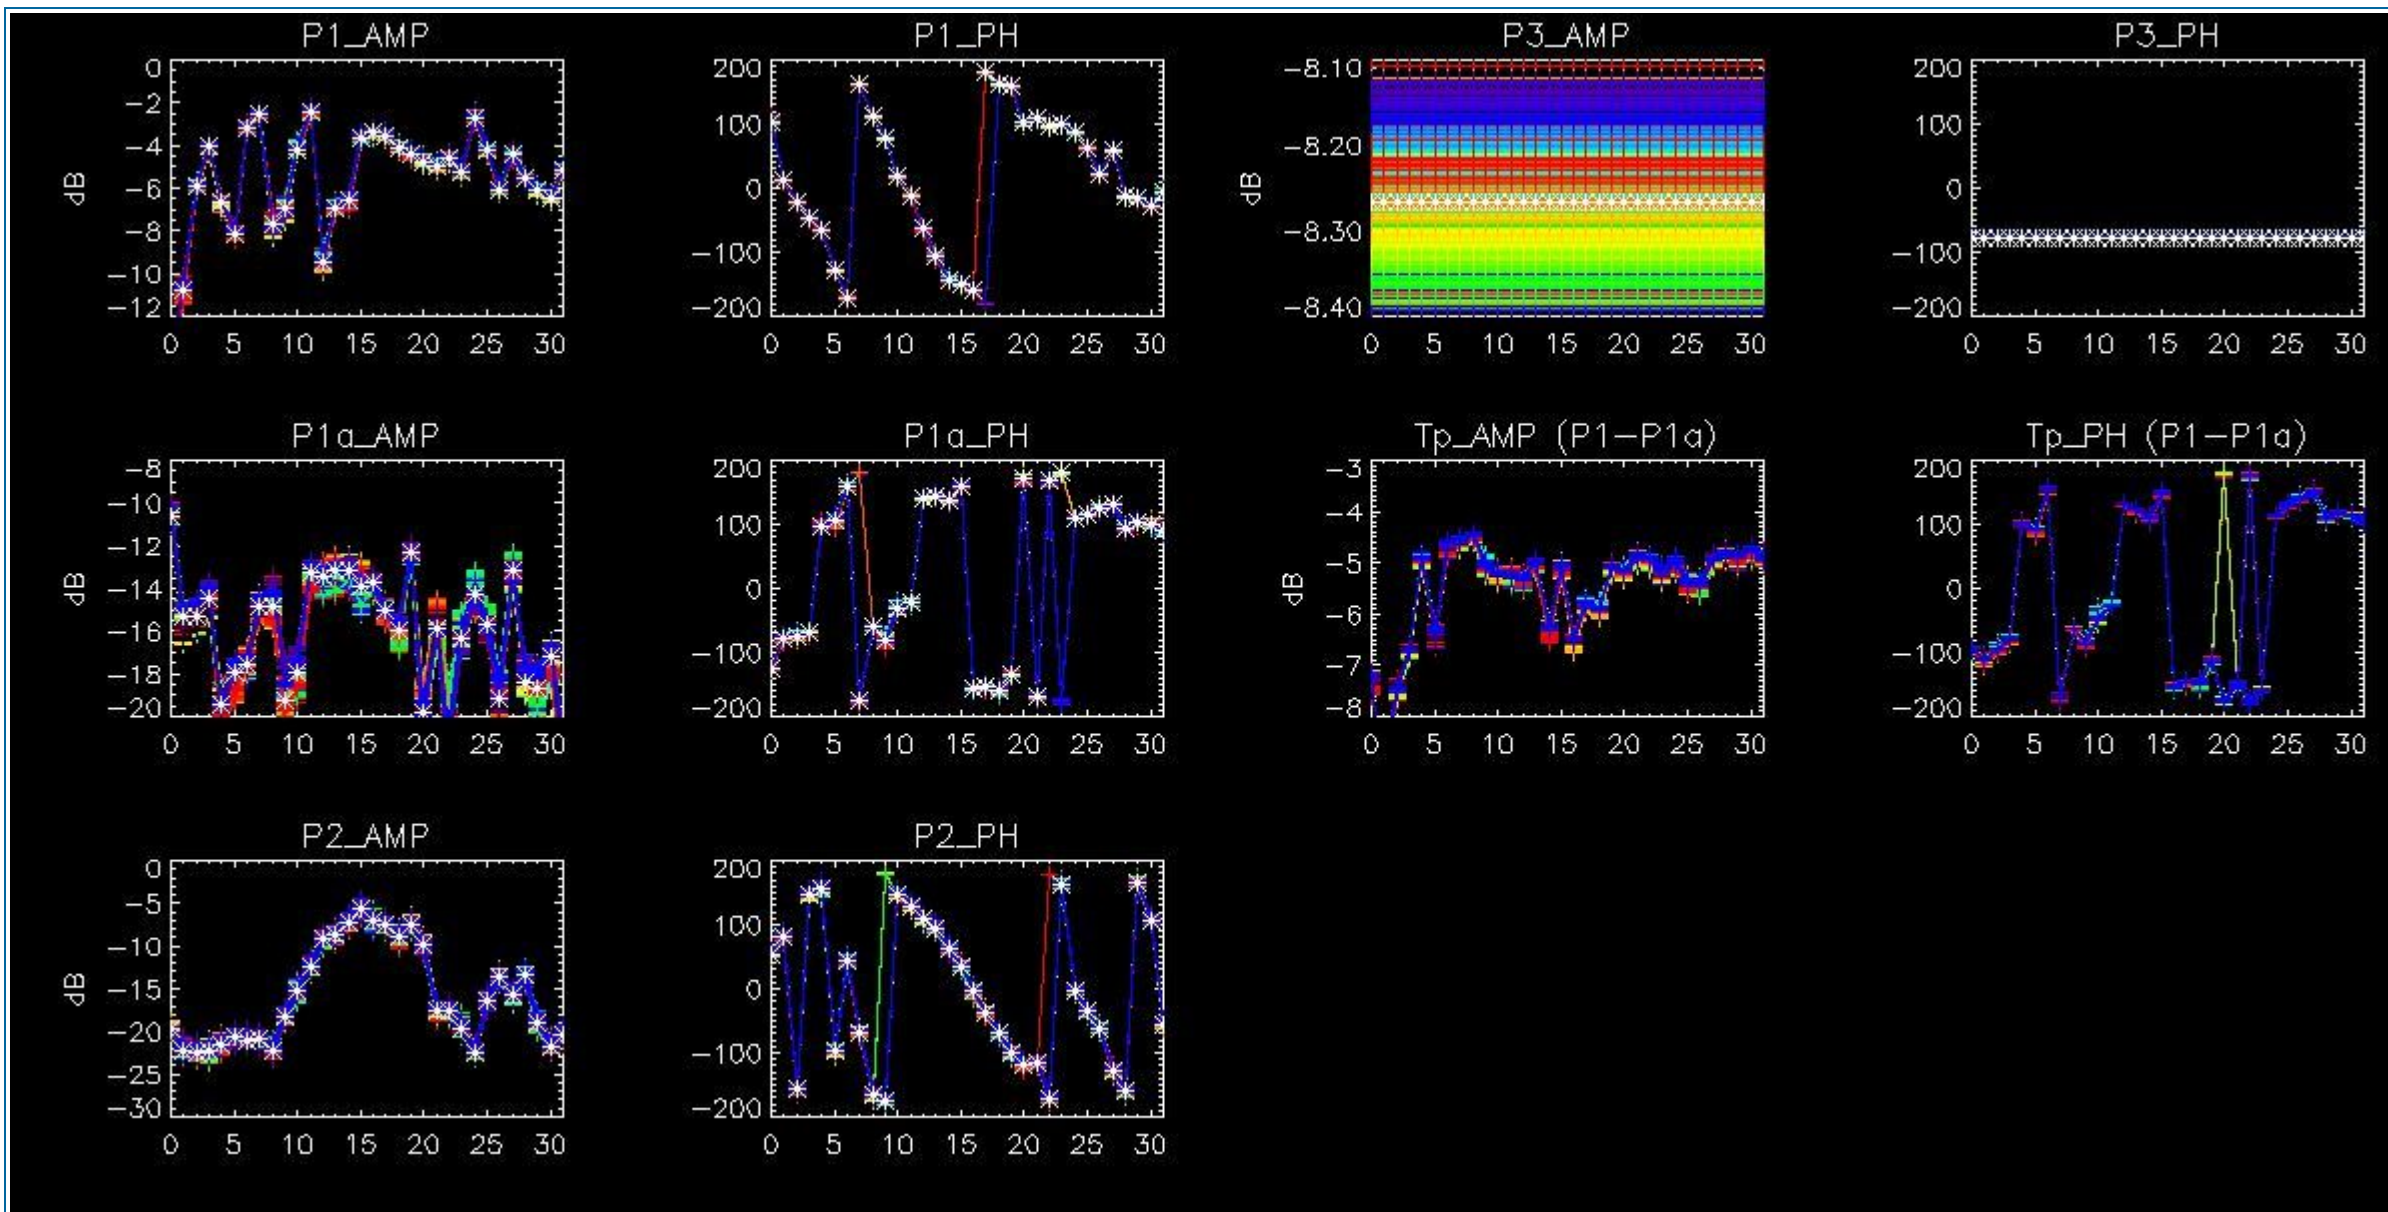 P1_AMP
0
−2
−4
−6
−8
−10
−12
dB
0 5 10 15 20 25 30
P1_PH
200
100
0
−100
−200
0 5 10 15 20 25 30
P3_AMP
−8.10
−8.20
−8.30
−8.40
dB
0 5 10 15 20 25 30
P3_PH
200
100
0
−100
−200
0 5 10 15 20 25 30
P1a_AMP
−8
−10
−12
−14
−16
−18
−20
dB
0 5 10 15 20 25 30
P1a_PH
200
100
0
−100
−200
0 5 10 15 20 25 30
Tp_AMP (P1−P1a)
−3
−4
−5
−6
−7
−8
dB
0 5 10 15 20 25 30
Tp_PH (P1−P1a)
200
100
0
−100
−200
0 5 10 15 20 25 30
P2_AMP
0
−5
−10
−15
−20
−25
−30
dB
0 5 10 15 20 25 30
P2_PH
200
100
0
−100
−200
0 5 10 15 20 25 30